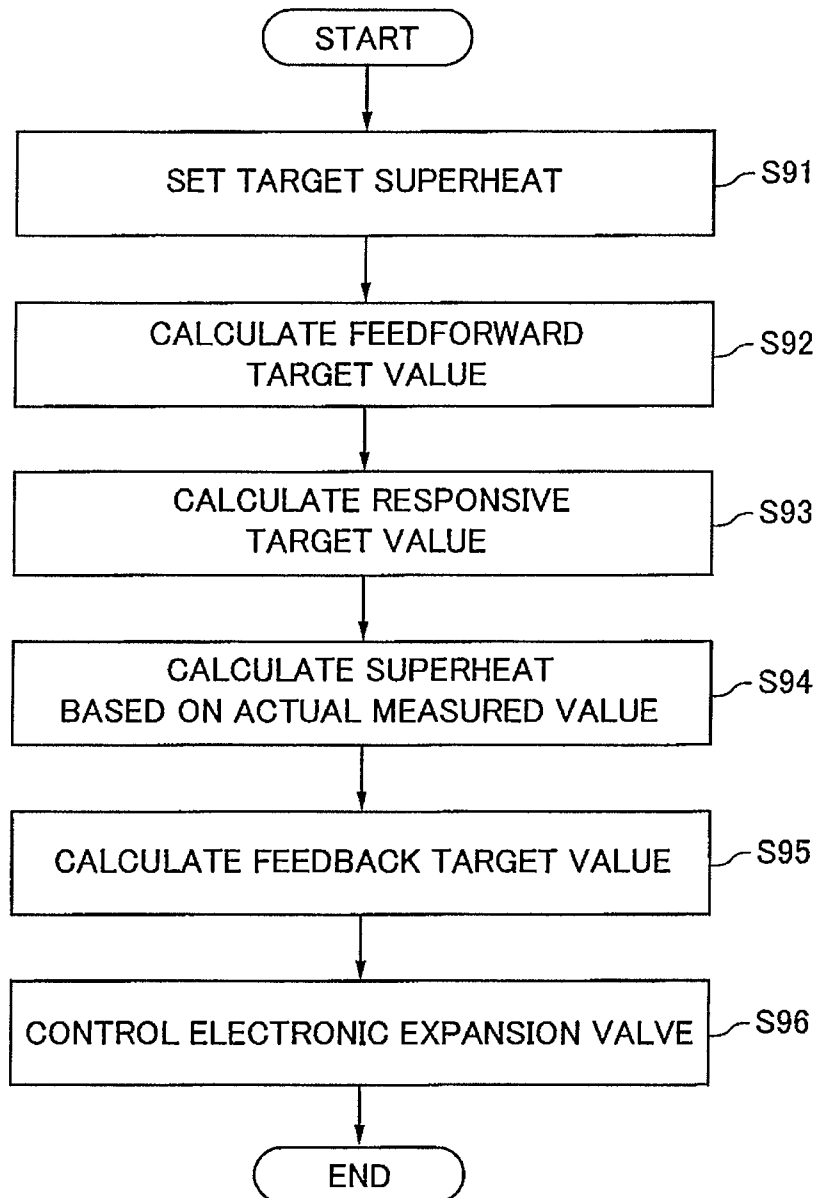 START
SET TARGET SUPERHEAT
S91
CALCULATE FEEDFORWARD
TARGET VALUE
S92
CALCULATE RESPONSIVE
TARGET VALUE
S93
CALCULATE SUPERHEAT
BASED ON ACTUAL MEASURED VALUE
S94
CALCULATE FEEDBACK TARGET VALUE
S95
CONTROL ELECTRONIC EXPANSION VALVE
S96
END